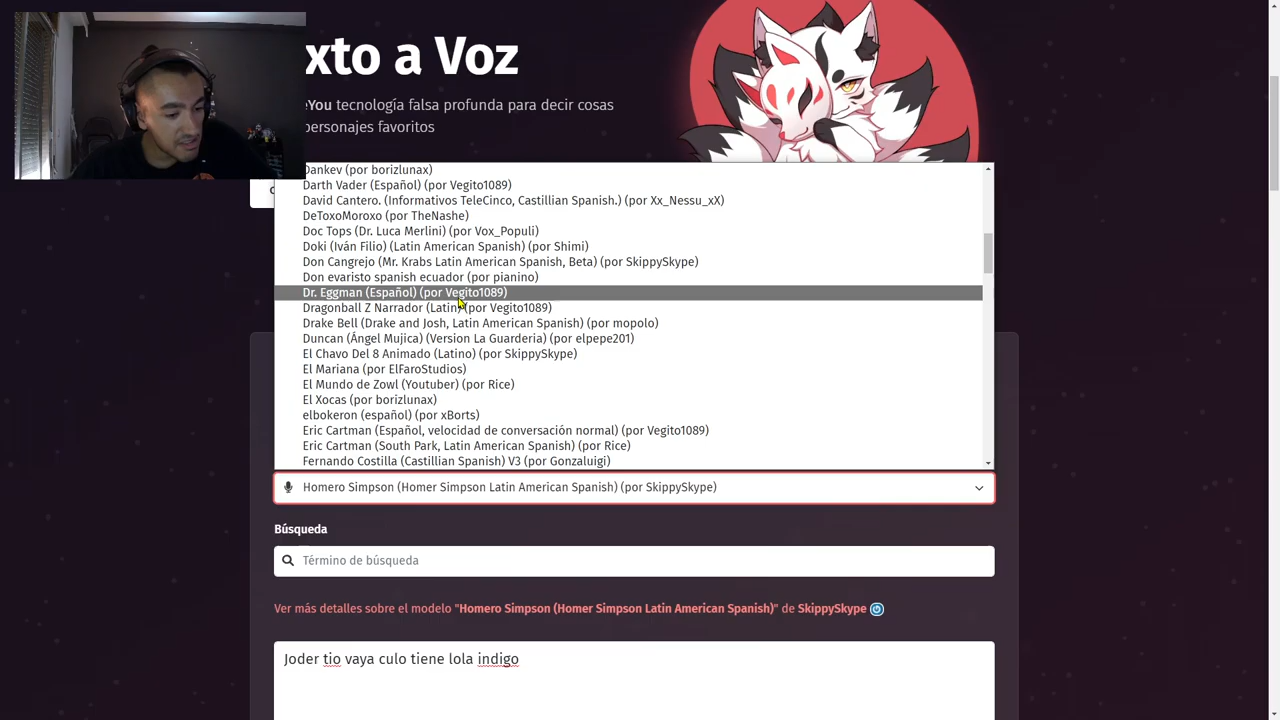 xto a Voz
eYou tecnología falsa profunda para decir cosas
personajes favoritos
Dankev (por borizlunax)
Darth Vader (Español) (por Vegito1089)
David Cantero. (Informativos TeleCinco, Castillian Spanish.) (por Xx_Nessu_xX)
DeToxoMoroxo (por TheNashe)
Doc Tops (Dr. Luca Merlini) (por Vox_Populi)
Doki (Iván Filio) (Latin American Spanish) (por Shimi)
Don Cangrejo (Mr. Krabs Latin American Spanish, Beta) (por SkippySkype)
Don evaristo spanish ecuador (por pianino)
Dr. Eggman (Español) (por Vegito1089)
Dragonball Z Narrador (Latin) (por Vegito1089)
Drake Bell (Drake and Josh, Latin American Spanish) (por mopolo)
Duncan (Ángel Mujica) (Version La Guarderia) (por elpepe201)
El Chavo Del 8 Animado (Latino) (por SkippySkype)
El Mariana (por ElFaroStudios)
El Mundo de Zowl (Youtuber) (por Rice)
El Xocas (por borizlunax)
elbokeron (español) (por xBorts)
Eric Cartman (Español, velocidad de conversación normal) (por Vegito1089)
Eric Cartman (South Park, Latin American Spanish) (por Rice)
Fernando Costilla (Castillian Spanish) V3 (por Gonzaluigi)
Homero Simpson (Homer Simpson Latin American Spanish) (por SkippySkype)
Búsqueda
Término de búsqueda
Ver más detalles sobre el modelo "Homero Simpson (Homer Simpson Latin American Spanish)" de SkippySkype
Joder tio vaya culo tiene lola indigo